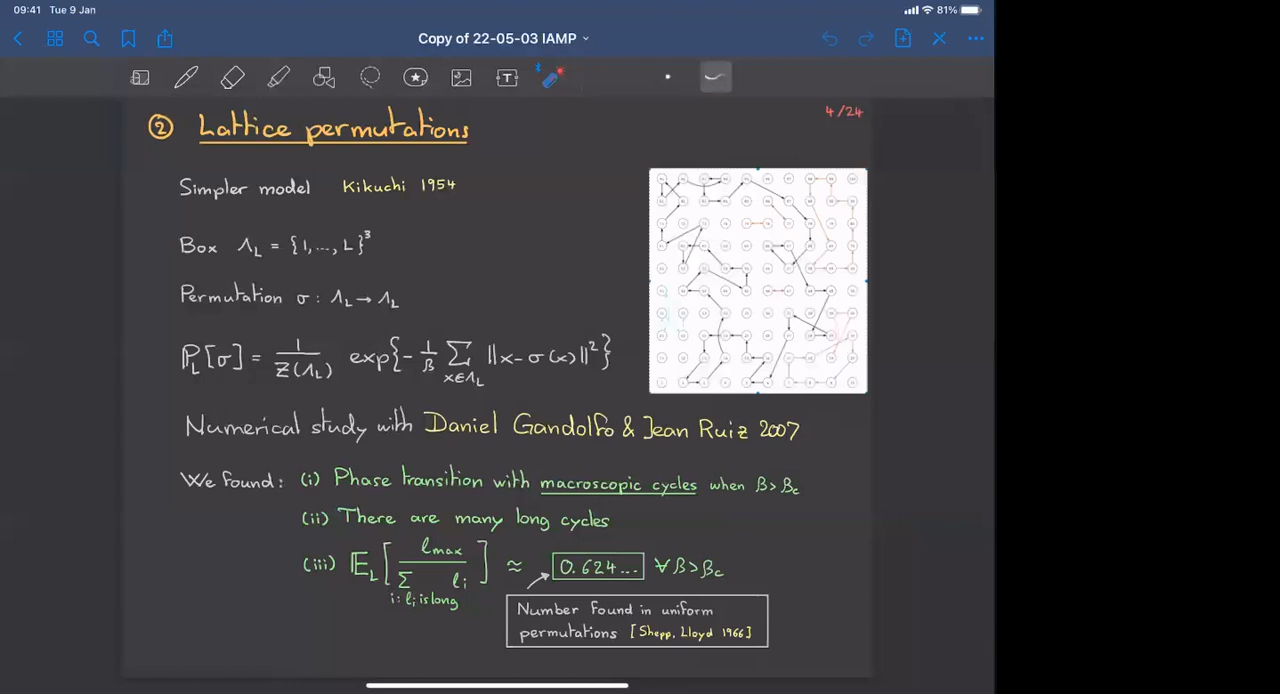 09:41 Tue 9 Jan
81%
Copy of 22-05-03 IAMP
4/24
② Lattice permutations
Simpler model Kikuchi 1954
Box Λ_L = {1, ..., L}³
Permutation σ : Λ_L → Λ_L
ℙ_L[σ] = 1/Z(Λ_L) exp{-1/β Σ_{x∈Λ_L} ‖x-σ(x)‖²}
Numerical study with Daniel Gandolfo & Jean Ruiz 2007
We found: (i) Phase transition with macroscopic cycles when β>β_c
(ii) There are many long cycles
(iii) 𝔼_L[ℓ_max / Σ_{i: ℓ_i is long} ℓ_i] ≈ 0.624... ∀β>β_c
Number found in uniform
permutations [Shepp, Lloyd 1966]